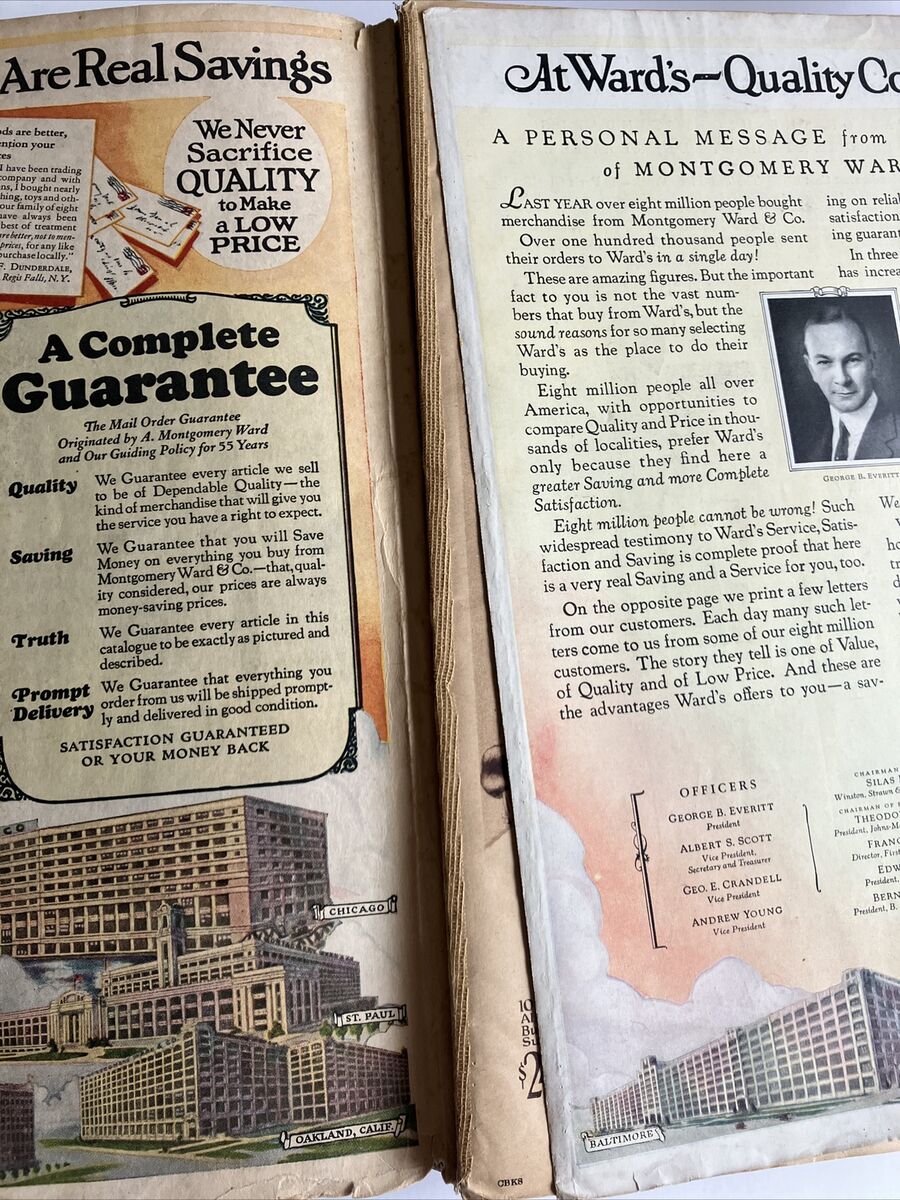 Are Real Savings
ds are better,
ention your
es
I have been trading
company and with
ns, I bought nearly
hing, toys and oth-
our family of eight
have always been
best of treatment
are better, not to men-
prices, for any like
purchase locally."
F. DUNDERDALE,
Regis Falls, N.Y.
We Never
Sacrifice
QUALITY
to Make
a LOW
PRICE
A Complete
Guarantee
The Mail Order Guarantee
Originated by A. Montgomery Ward
and Our Guiding Policy for 55 Years
Quality
We Guarantee every article we sell
to be of Dependable Quality—the
kind of merchandise that will give you
the service you have a right to expect.
Saving
We Guarantee that you will Save
Money on everything you buy from
Montgomery Ward & Co.—that, qual-
ity considered, our prices are always
money-saving prices.
Truth
We Guarantee every article in this
catalogue to be exactly as pictured and
described.
Prompt
Delivery
We Guarantee that everything you
order from us will be shipped prompt-
ly and delivered in good condition.
SATISFACTION GUARANTEED
OR YOUR MONEY BACK
CO
CHICAGO
ST. PAUL
OAKLAND, CALIF.
10
Al
Bu
Su
$2
CBKS
At Ward's—Quality Co
A PERSONAL MESSAGE from
of MONTGOMERY WAR
LAST YEAR over eight million people bought
merchandise from Montgomery Ward & Co.
Over one hundred thousand people sent
their orders to Ward's in a single day!
These are amazing figures. But the important
fact to you is not the vast num-
bers that buy from Ward's, but the
sound reasons for so many selecting
Ward's as the place to do their
buying.
Eight million people all over
America, with opportunities to
compare Quality and Price in thou-
sands of localities, prefer Ward's
only because they find here a
greater Saving and more Complete
Satisfaction.
Eight million people cannot be wrong! Such
widespread testimony to Ward's Service, Satis-
faction and Saving is complete proof that here
is a very real Saving and a Service for you, too.
On the opposite page we print a few letters
from our customers. Each day many such let-
ters come to us from some of our eight million
customers. The story they tell is one of Value,
of Quality and of Low Price. And these are
the advantages Ward's offers to you—a sav-
ing on relia
satisfaction
ing guarant
In three
has increa
GEORGE B. EVERITT
We
OFFICERS
GEORGE B. EVERITT
President
ALBERT S. SCOTT
Vice President,
Secretary and Treasurer
GEO. E. CRANDELL
Vice President
ANDREW YOUNG
Vice President
CHAIRMAN
SILAS
Winston, Strawn &
CHAIRMAN OF
THEODO
President, Johns-M
FRANC
Director, First
EDW
President,
BERN
President, B.
BALTIMORE